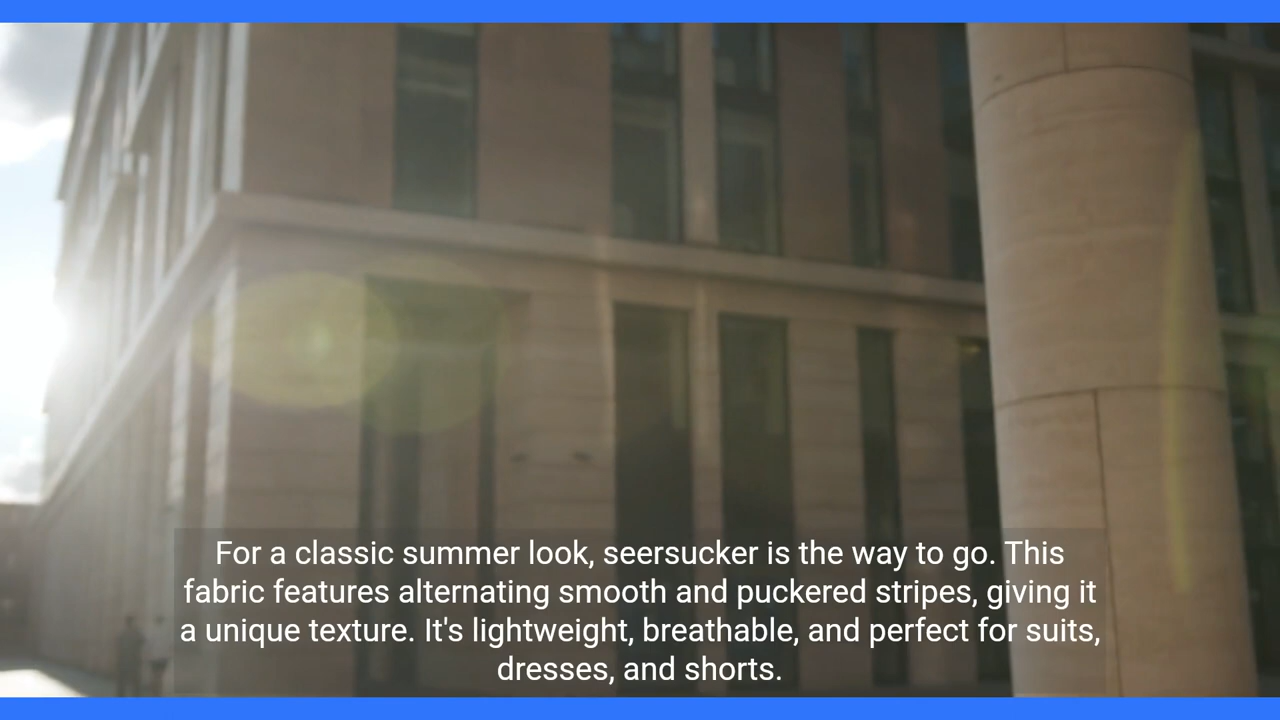 For a classic summer look, seersucker is the way to go. This
fabric features alternating smooth and puckered stripes, giving it
a unique texture. It's lightweight, breathable, and perfect for suits,
dresses, and shorts.